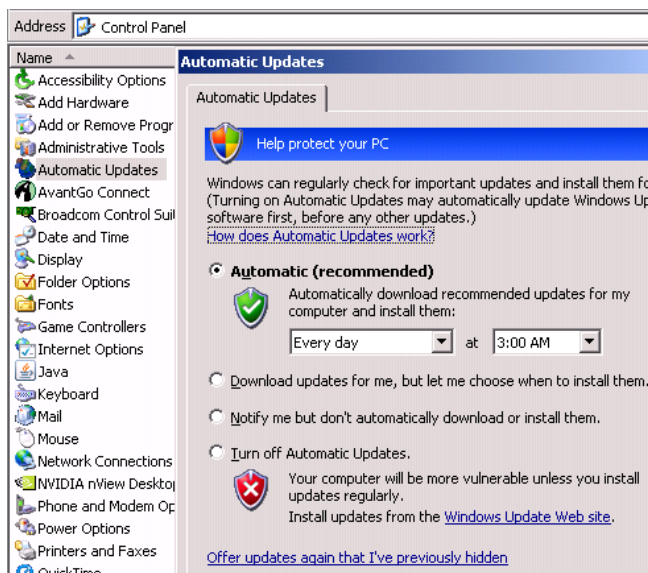 Address Control Panel
Name
Accessibility Options
Add Hardware
Add or Remove Progr
Administrative Tools
Automatic Updates
AvantGo Connect
Broadcom Control Suit
Date and Time
Display
Folder Options
Fonts
Game Controllers
Internet Options
Java
Keyboard
Mail
Mouse
Network Connections
NVIDIA nView Desktop
Phone and Modem Op
Power Options
Printers and Faxes
QuickTime
Automatic Updates
Automatic Updates
Help protect your PC
Windows can regularly check for important updates and install them fo
(Turning on Automatic Updates may automatically update Windows Up
software first, before any other updates.)
How does Automatic Updates work?
Automatic (recommended)
Automatically download recommended updates for my
computer and install them:
Every day at 3:00 AM
Download updates for me, but let me choose when to install them.
Notify me but don't automatically download or install them.
Turn off Automatic Updates.
Your computer will be more vulnerable unless you install
updates regularly.
Install updates from the Windows Update Web site.
Offer updates again that I've previously hidden